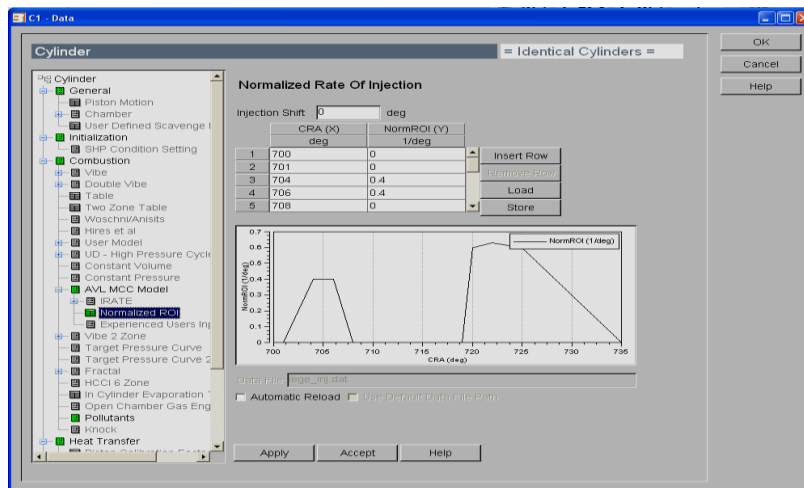 C1 - Data
OK
Cancel
Help
Cylinder
= Identical Cylinders =
Cylinder
General
Piston Motion
Chamber
User Defined Scavenge
Initialization
SHP Condition Setting
Combustion
Vibe
Double Vibe
Table
Two Zone Table
Woschni/Anisits
Hires et al
User Model
UD - High Pressure Cycle
Constant Volume
Constant Pressure
AVL MCC Model
IRATE
Normalized ROI
Experienced Users Inp
Vibe 2 Zone
Target Pressure Curve
Target Pressure Curve 2
Fractal
HCCI 6 Zone
In Cylinder Evaporation
Open Chamber Gas Eng
Pollutants
Knock
Heat Transfer
Normalized Rate Of Injection
Injection Shift 0 deg
CRA (X) NormROI (Y)
deg 1/deg
1 700 0
2 701 0
3 704 0.4
4 706 0.4
5 708 0
Insert Row
Remove Row
Load
Store
NormROI (1/deg)
NormROI (1/deg)
0.7
0.6
0.5
0.4
0.3
0.2
0.1
0
700 705 710 715 720 725 730 735
CRA (deg)
Data File ege_inj.dat
Automatic Reload Use Default Data File Path
Apply Accept Help